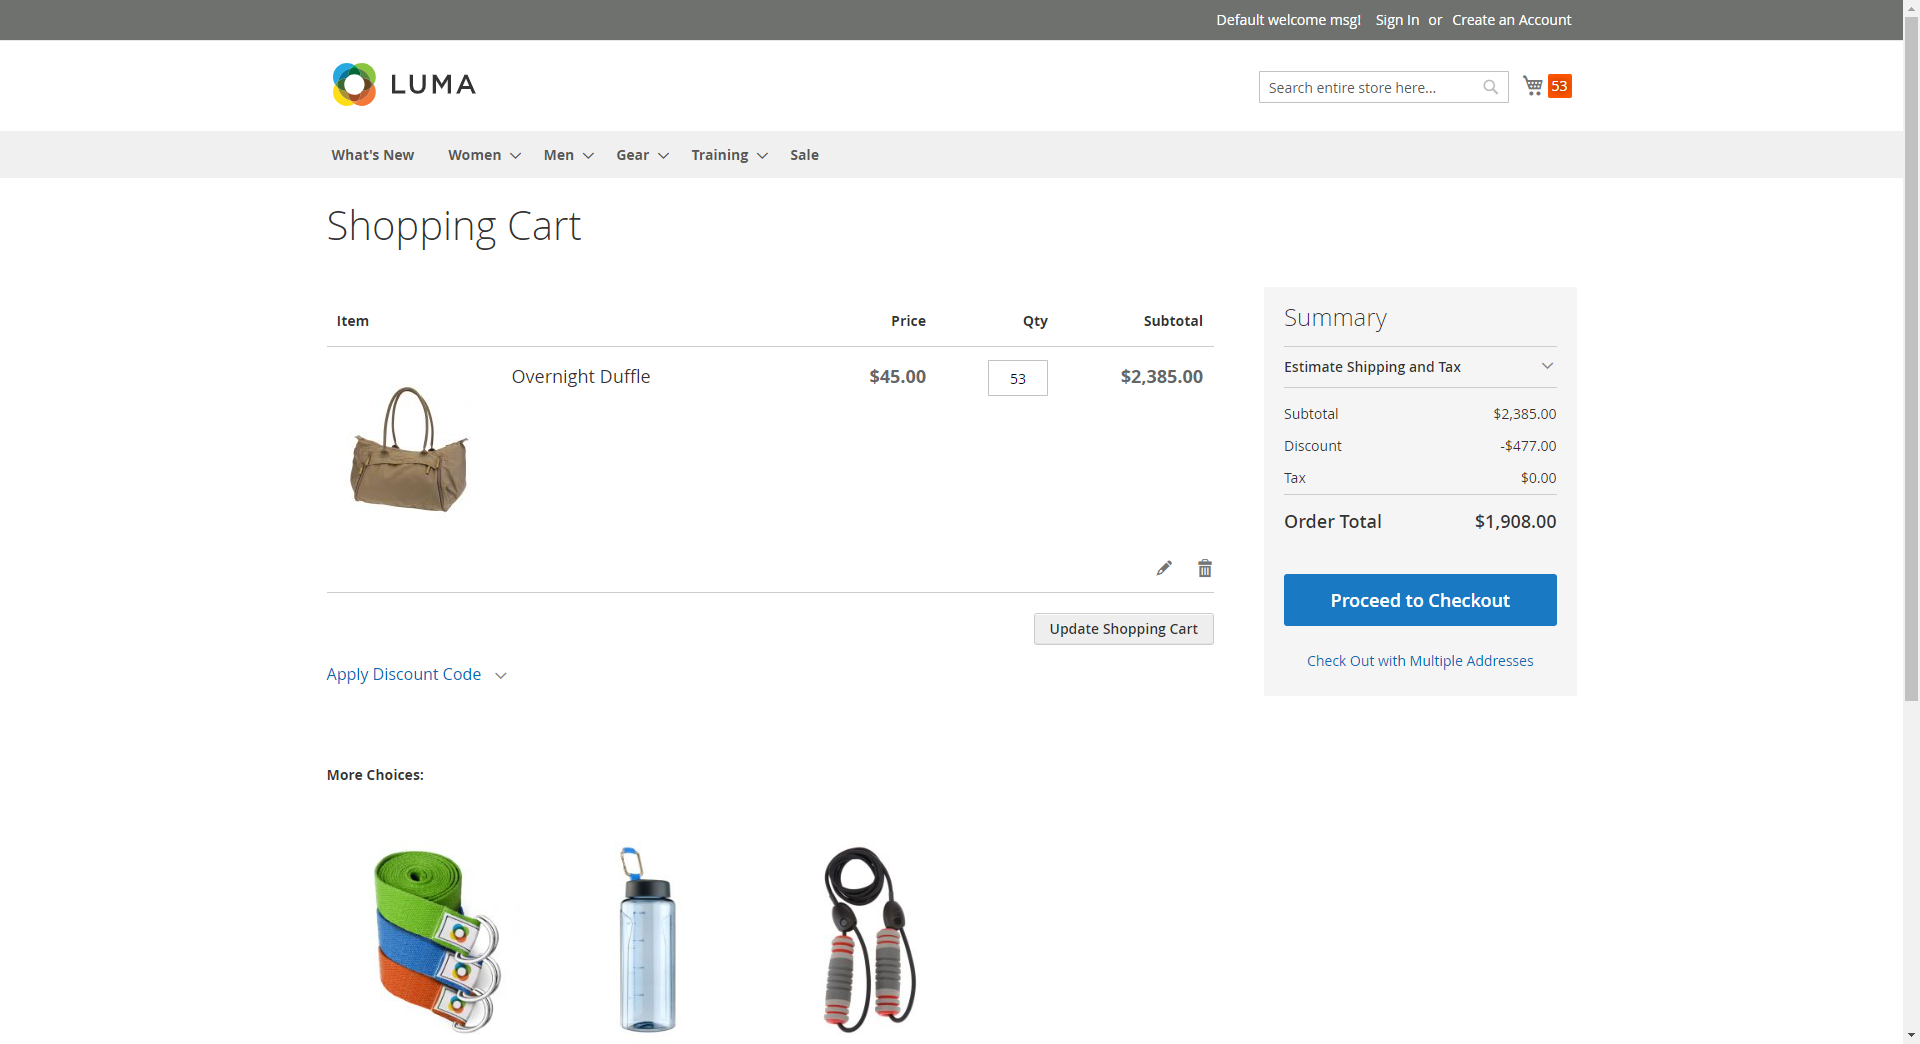 Default welcome msg! Sign In or Create an Account
LUMA
Search entire store here...
53
What's New Women Men Gear Training Sale
Shopping Cart
Item Price Qty Subtotal
Overnight Duffle $45.00 53 $2,385.00
Update Shopping Cart
Apply Discount Code
Summary
Estimate Shipping and Tax
Subtotal $2,385.00
Discount -$477.00
Tax $0.00
Order Total $1,908.00
Proceed to Checkout
Check Out with Multiple Addresses
More Choices: